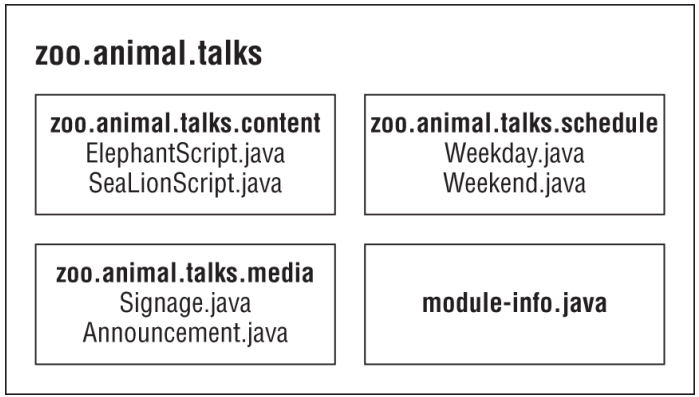 zoo.animal.talks
zoo.animal.talks.content
ElephantScript.java
SeaLionScript.java
zoo.animal.talks.schedule
Weekday.java
Weekend.java
zoo.animal.talks.media
Signage.java
Announcement.java
module-info.java